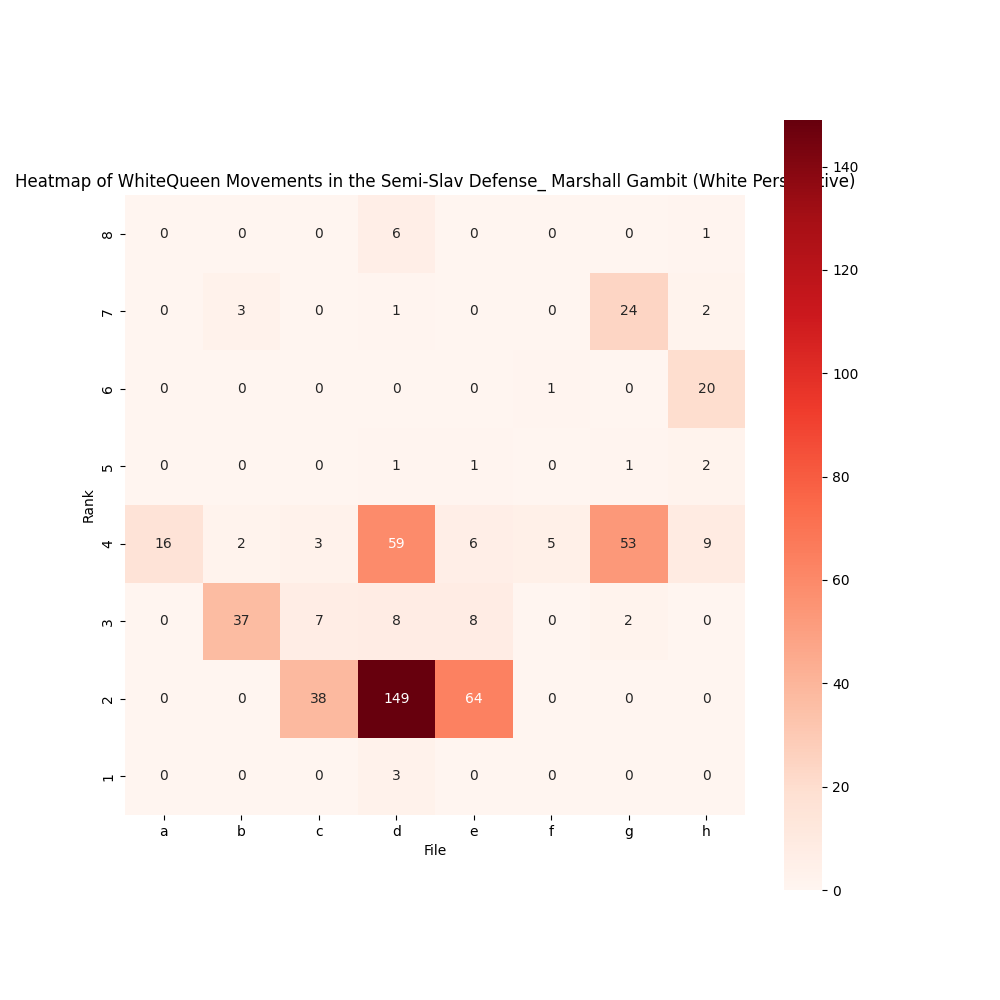 Heatmap of WhiteQueen Movements in the Semi-Slav Defense_ Marshall Gambit (White Perspective)
8 0 0 0 6 0 0 0 1
7 0 3 0 1 0 0 24 2
6 0 0 0 0 0 1 0 20
5 0 0 0 1 1 0 1 2
Rank
4 16 2 3 59 6 5 53 9
3 0 37 7 8 8 0 2 0
2 0 0 38 149 64 0 0 0
1 0 0 0 3 0 0 0 0
a b c d e f g h
File
140
120
100
80
60
40
20
0